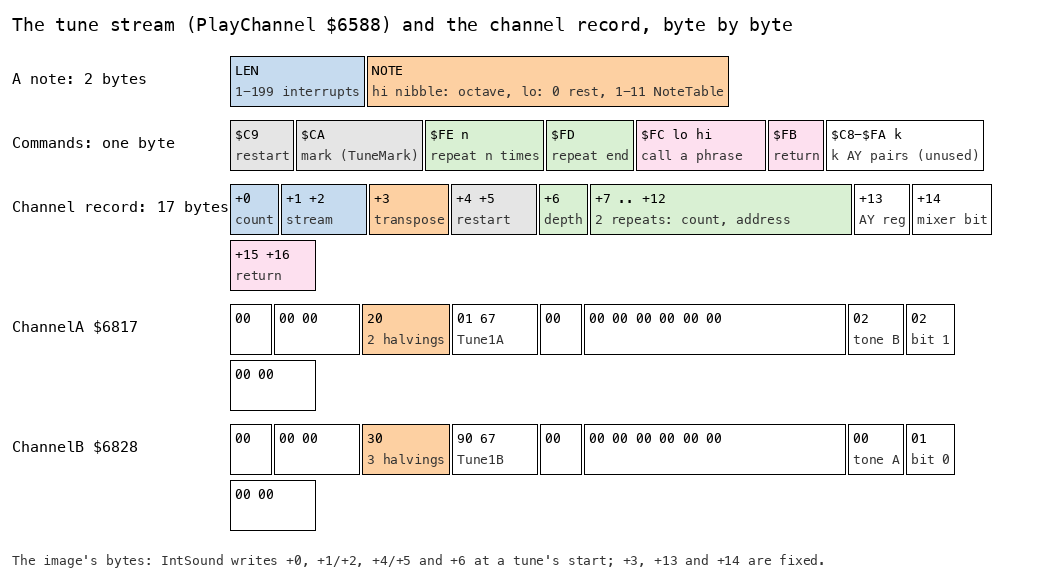 The tune stream (PlayChannel $6588) and the channel record, byte by byte
A note: 2 bytes
LEN
1–199 interrupts
NOTE
hi nibble: octave, lo: 0 rest, 1–11 NoteTable
Commands: one byte
$C9
restart
$CA
mark (TuneMark)
$FE n
repeat n times
$FD
repeat end
$FC lo hi
call a phrase
$FB
return
$C8–$FA k
k AY pairs (unused)
Channel record: 17 bytes
+0
count
+1 +2
stream
+3
transpose
+4 +5
restart
+6
depth
+7 .. +12
2 repeats: count, address
+13
AY reg
+14
mixer bit
+15 +16
return
ChannelA $6817
00
00 00
20
2 halvings
01 67
Tune1A
00
00 00 00 00 00 00
02
tone B
02
bit 1
00 00
ChannelB $6828
00
00 00
30
3 halvings
90 67
Tune1B
00
00 00 00 00 00 00
00
tone A
01
bit 0
00 00
The image's bytes: IntSound writes +0, +1/+2, +4/+5 and +6 at a tune's start; +3, +13 and +14 are fixed.